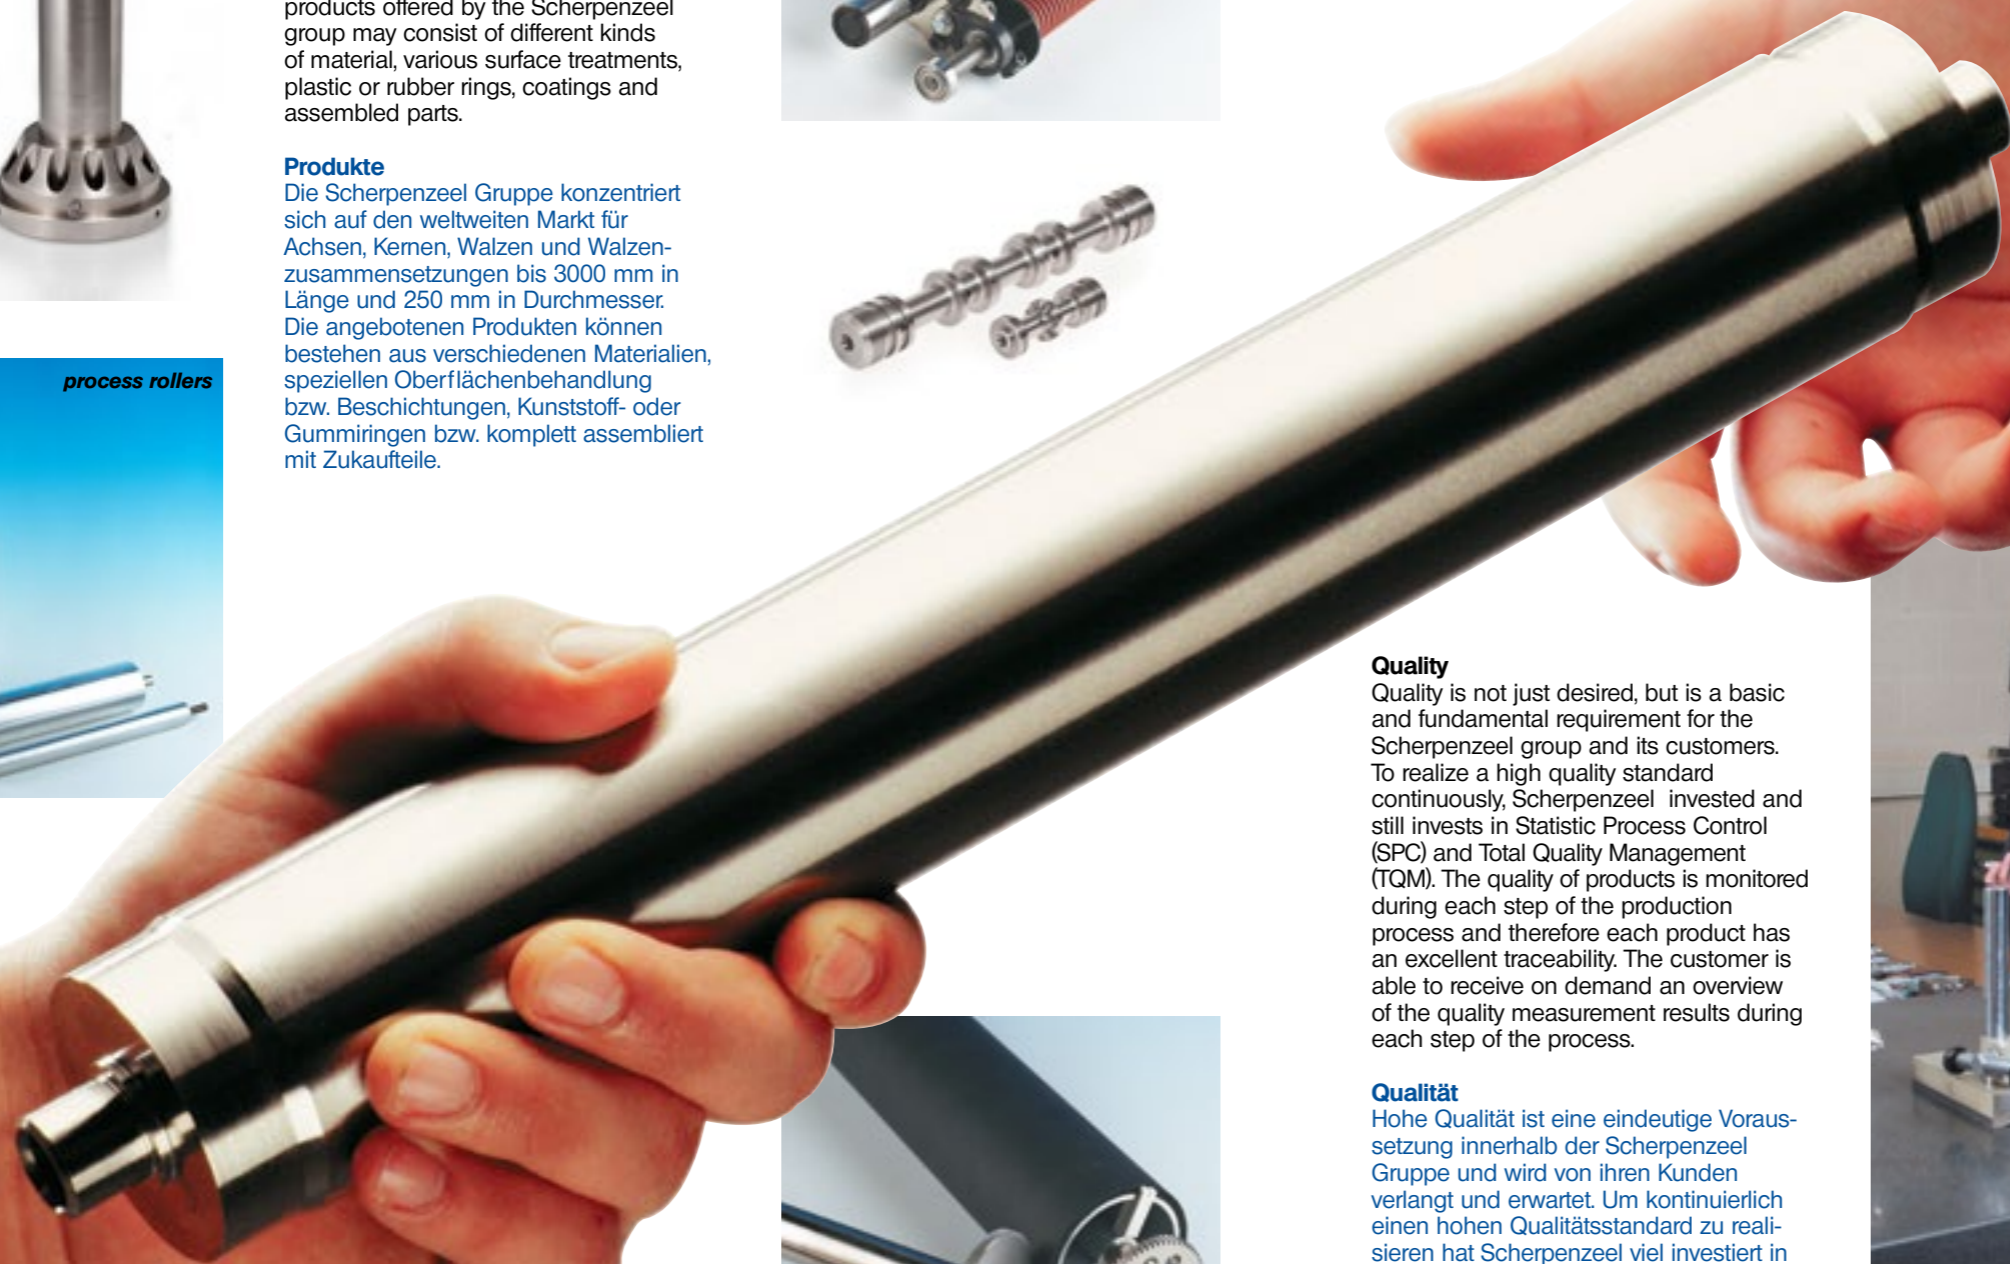 products offered by the Scherpenzeel
group may consist of different kinds
of material, various surface treatments,
plastic or rubber rings, coatings and
assembled parts.
Produkte
Die Scherpenzeel Gruppe konzentriert
sich auf den weltweiten Markt für
Achsen, Kernen, Walzen und Walzen-
zusammensetzungen bis 3000 mm in
Länge und 250 mm in Durchmesser.
Die angebotenen Produkten können
bestehen aus verschiedenen Materialien,
speziellen Oberflächenbehandlung
bzw. Beschichtungen, Kunststoff- oder
Gummiringen bzw. komplett assembliert
mit Zukaufteile.
process rollers
Quality
Quality is not just desired, but is a basic
and fundamental requirement for the
Scherpenzeel group and its customers.
To realize a high quality standard
continuously, Scherpenzeel  invested and
still invests in Statistic Process Control
(SPC) and Total Quality Management
(TQM). The quality of products is monitored
during each step of the production
process and therefore each product has
an excellent traceability. The customer is
able to receive on demand an overview
of the quality measurement results during
each step of the process.
Qualität
Hohe Qualität ist eine eindeutige Voraus-
setzung innerhalb der Scherpenzeel
Gruppe und wird von ihren Kunden
verlangt und erwartet. Um kontinuierlich
einen hohen Qualitätsstandard zu reali-
sieren hat Scherpenzeel viel investiert in